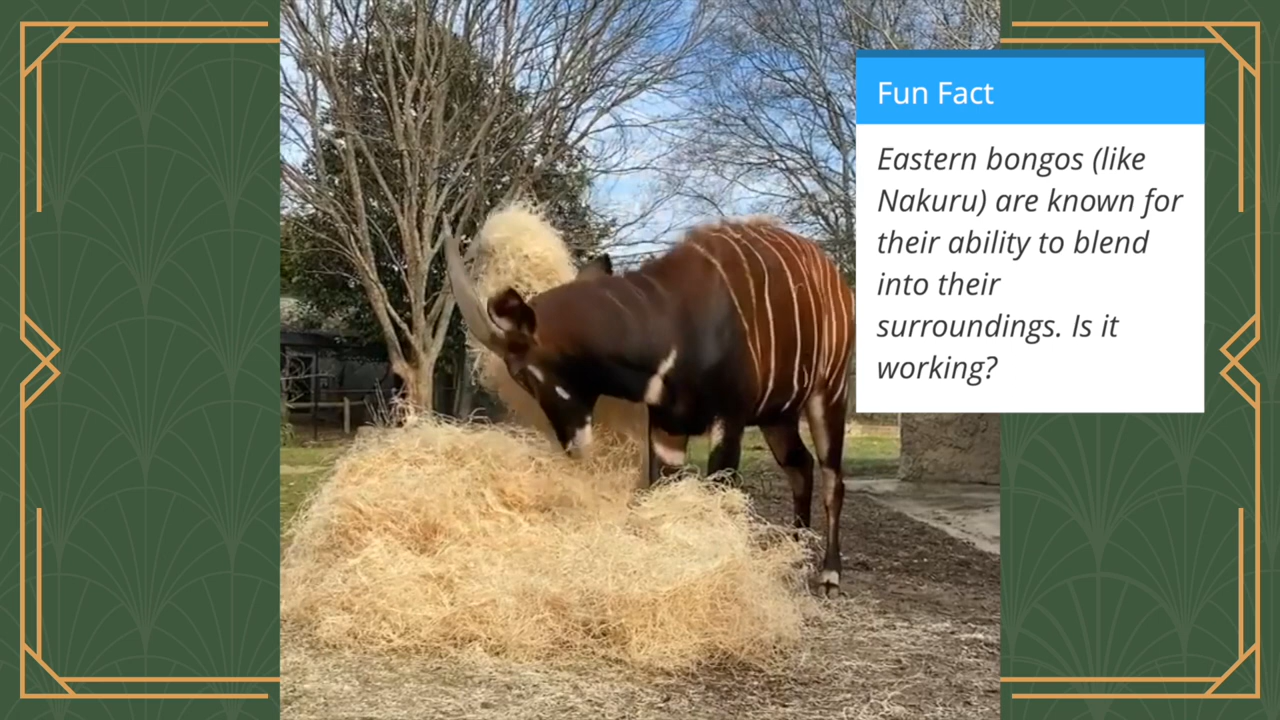 Fun Fact
Eastern bongos (like
Nakuru) are known for
their ability to blend
into their
surroundings. Is it
working?